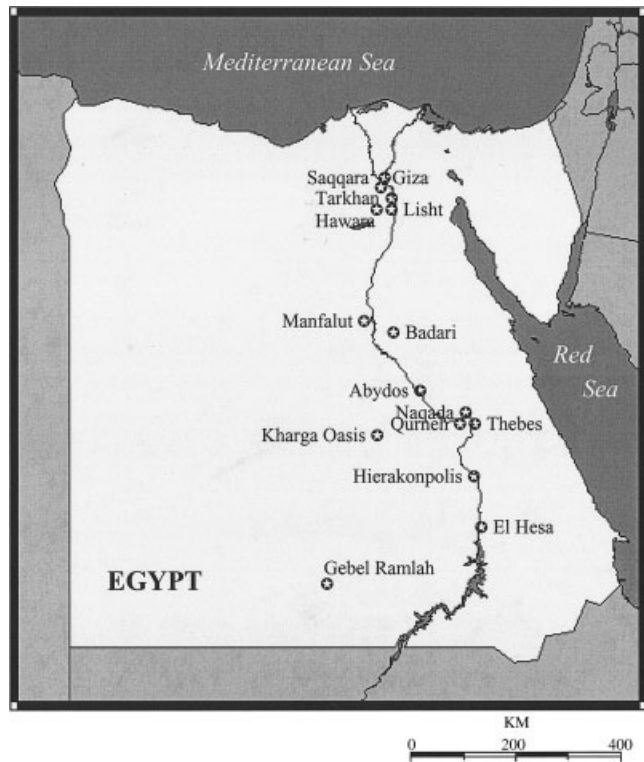 Mediterranean Sea
Saqqara Giza
Tarkhan
Hawara Lisht
Manfalut
Badari
Red
Sea
Abydos
Naqada
Qurneh Thebes
Kharga Oasis
Hierakonpolis
El Hesa
Gebel Ramlah
EGYPT
KM
0 200 400